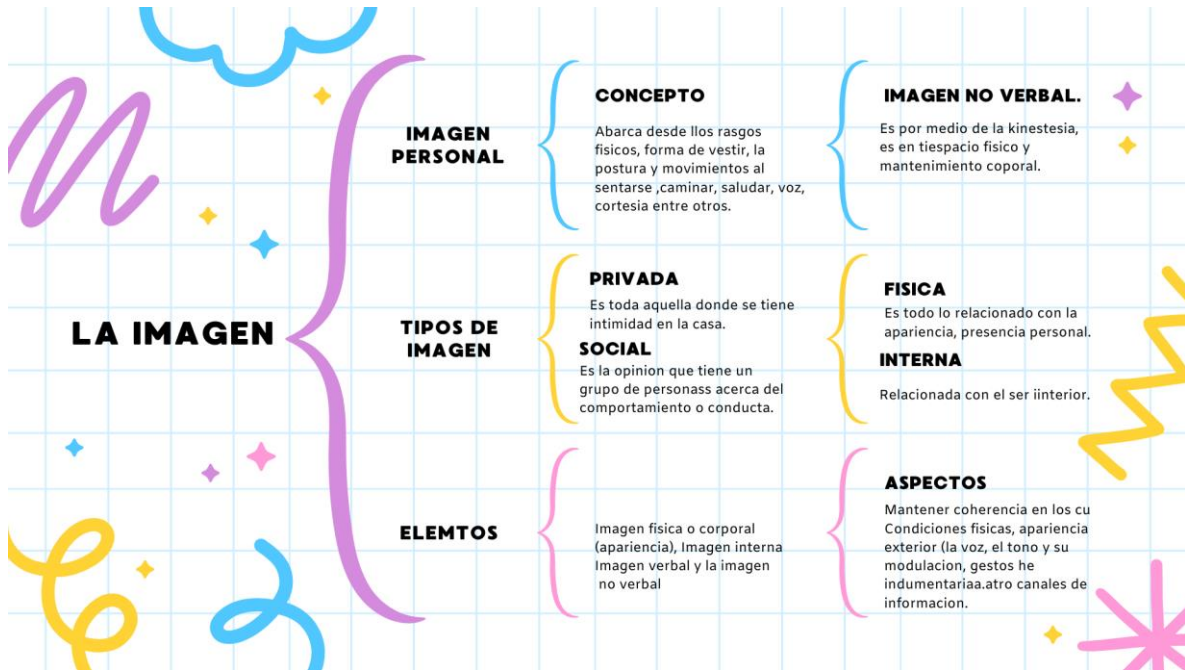 LA IMAGEN
IMAGEN
PERSONAL
CONCEPTO
Abarca desde llos rasgos
fisicos, forma de vestir, la
postura y movimientos al
sentarse ,caminar, saludar, voz,
cortesia entre otros.
IMAGEN NO VERBAL.
Es por medio de la kinestesia,
es en tiespacio fisico y
mantenimiento coporal.
TIPOS DE
IMAGEN
PRIVADA
Es toda aquella donde se tiene
intimidad en la casa.
SOCIAL
Es la opinion que tiene un
grupo de personass acerca del
comportamiento o conducta.
FISICA
Es todo lo relacionado con la
apariencia, presencia personal.
INTERNA
Relacionada con el ser iinterior.
ELEMTOS
Imagen fisica o corporal
(apariencia), Imagen interna
Imagen verbal y la imagen
no verbal
ASPECTOS
Mantener coherencia en los cu
Condiciones fisicas, apariencia
exterior (la voz, el tono y su
modulacion, gestos he
indumentariaa.atro canales de
informacion.